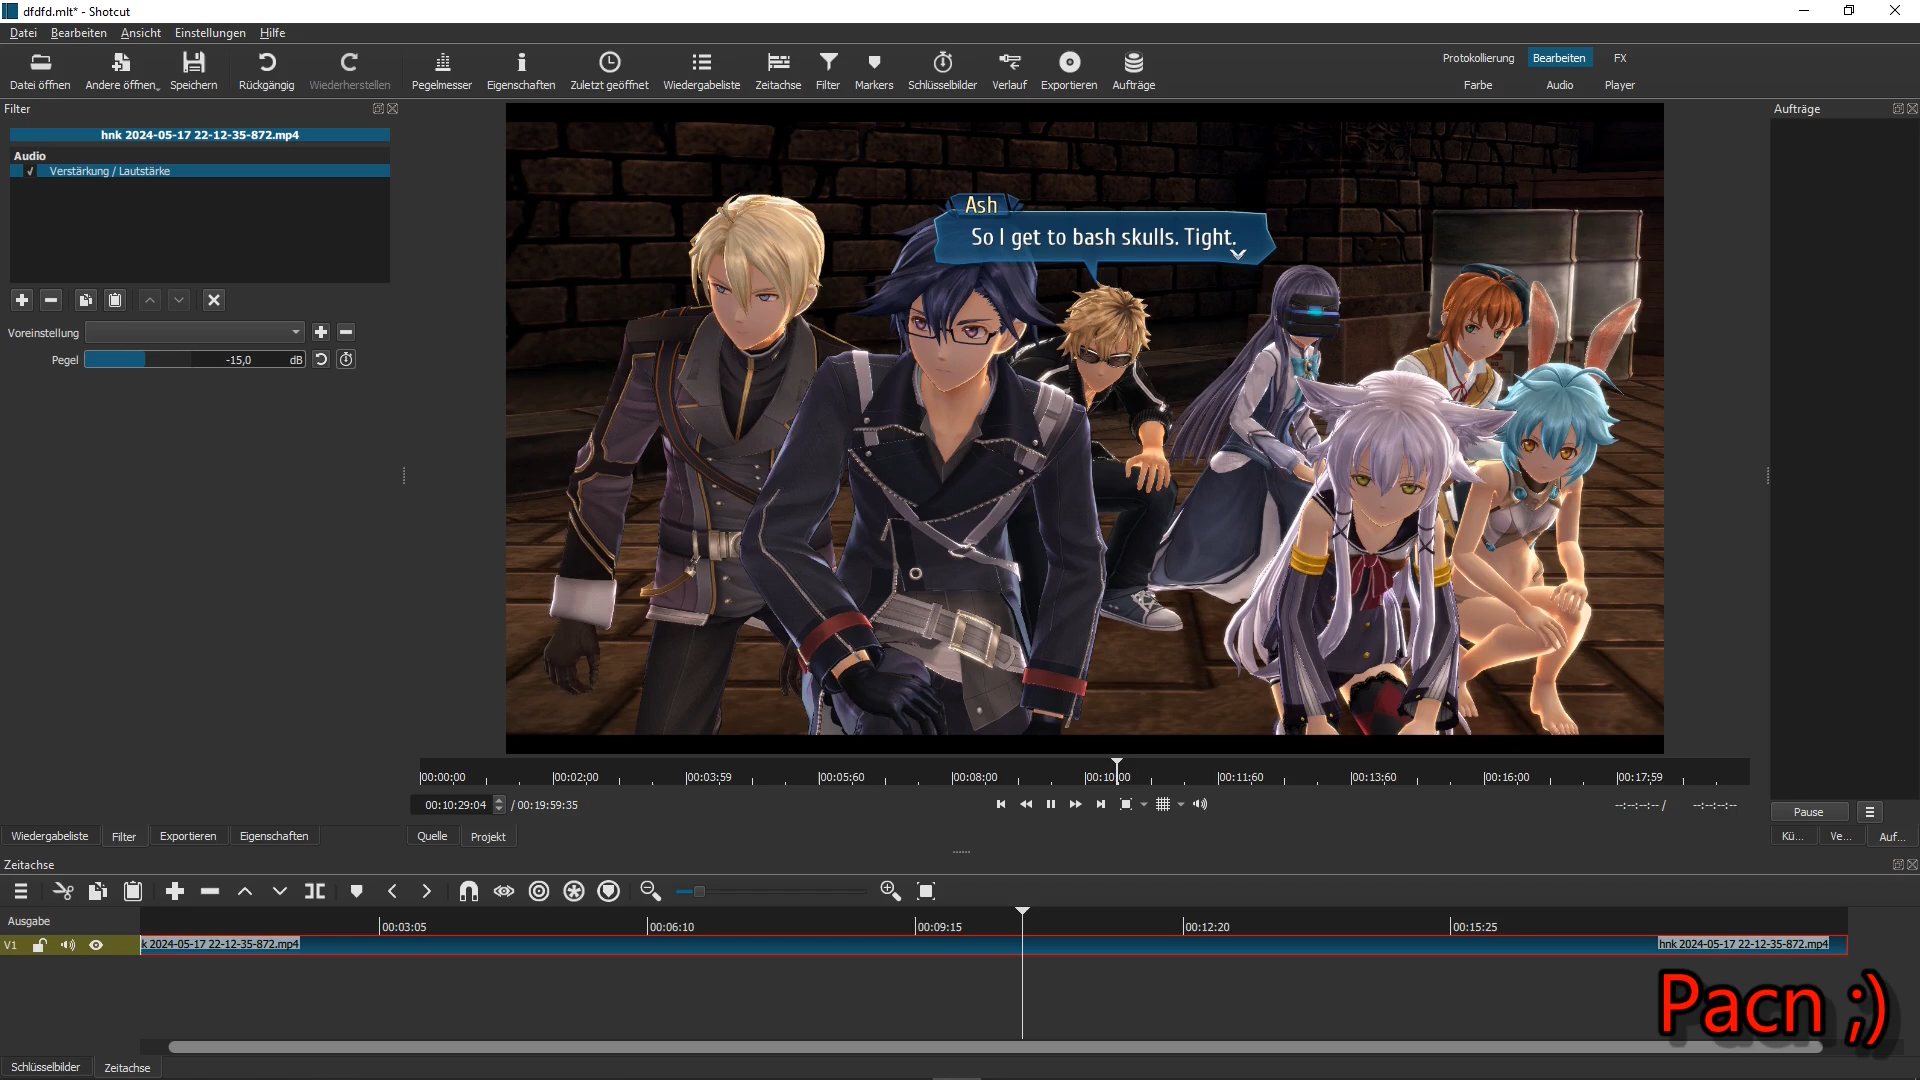 dfdfd.mlt* - Shotcut
Datei Bearbeiten Ansicht Einstellungen Hilfe
Datei öffnen Andere öffnen Speichern Rückgängig Wiederherstellen Pegelmesser Eigenschaften Zuletzt geöffnet Wiedergabeliste Zeitachse Filter Markers Schlüsselbilder Verlauf Exportieren Aufträge
Protokollierung Bearbeiten FX
Farbe Audio Player
Filter
hnk 2024-05-17 22-12-35-872.mp4
Audio
Verstärkung / Lautstärke
Voreinstellung
Pegel -15,0 dB
Ash
So I get to bash skulls. Tight.
Aufträge
00:00:00 00:02:00 00:03:59 00:05:60 00:08:00 00:10:00 00:11:60 00:13:60 00:16:00 00:17:59
00:10:29:04 / 00:19:59:35
--:--:--:-- / --:--:--:--
Pause
Wiedergabeliste Filter Exportieren Eigenschaften
Quelle Projekt
Kü... Ve... Auf...
Zeitachse
Ausgabe
00:03:05 00:06:10 00:09:15 00:12:20 00:15:25
V1
k 2024-05-17 22-12-35-872.mp4
hnk 2024-05-17 22-12-35-872.mp4
Pacn ;)
Schlüsselbilder Zeitachse